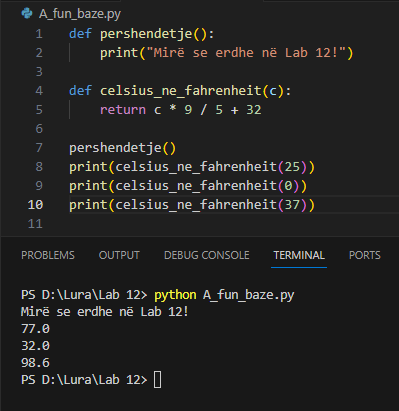 A_fun_baze.py
1 def pershendetje():
2     print("Mirë se erdhe në Lab 12!")
3
4 def celsius_ne_fahrenheit(c):
5     return c * 9 / 5 + 32
6
7 pershendetje()
8 print(celsius_ne_fahrenheit(25))
9 print(celsius_ne_fahrenheit(0))
10 print(celsius_ne_fahrenheit(37))
11
PROBLEMS OUTPUT DEBUG CONSOLE TERMINAL PORTS
PS D:\Lura\Lab 12> python A_fun_baze.py
Mirë se erdhe në Lab 12!
77.0
32.0
98.6
PS D:\Lura\Lab 12>